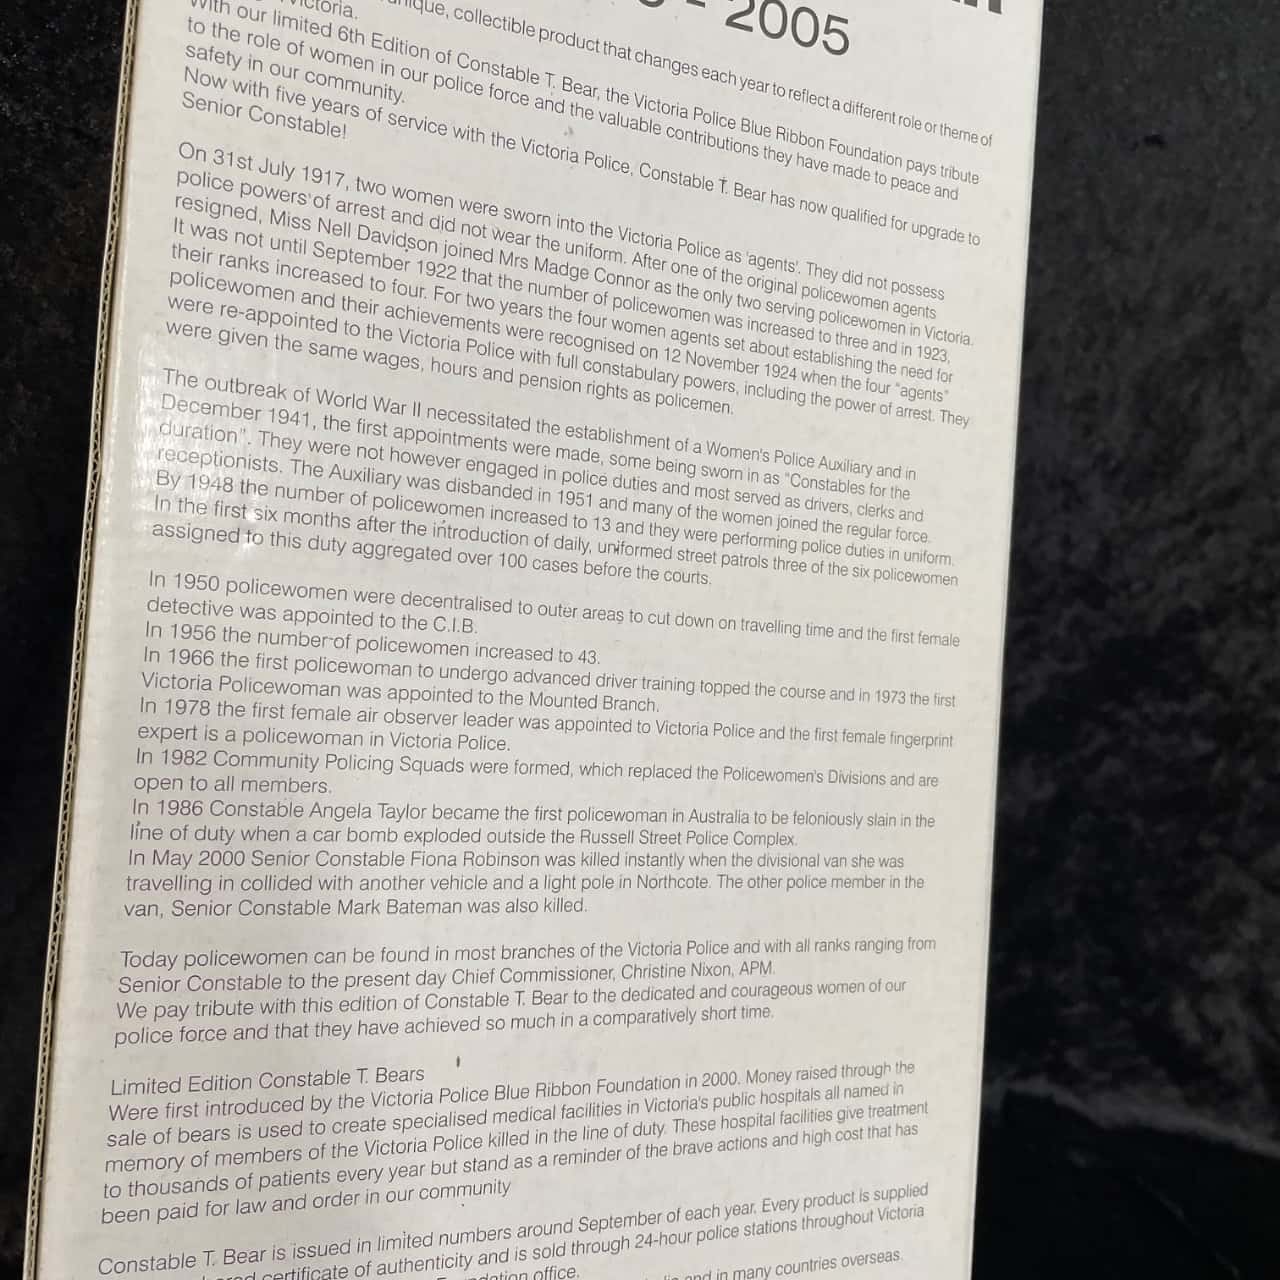 - 2005
unique, collectible product that changes each year to reflect a different role or theme of
Victoria.
With our limited 6th Edition of Constable T. Bear, the Victoria Police Blue Ribbon Foundation pays tribute
to the role of women in our police force and the valuable contributions they have made to peace and
safety in our community.
Now with five years of service with the Victoria Police, Constable T. Bear has now qualified for upgrade to
Senior Constable!
On 31st July 1917, two women were sworn into the Victoria Police as 'agents'. They did not possess
police powers of arrest and did not wear the uniform. After one of the original policewomen agents
resigned, Miss Nell Davidson joined Mrs Madge Connor as the only two serving policewomen in Victoria.
It was not until September 1922 that the number of policewomen was increased to three and in 1923,
their ranks increased to four. For two years the four women agents set about establishing the need for
policewomen and their achievements were recognised on 12 November 1924 when the four "agents"
were re-appointed to the Victoria Police with full constabulary powers, including the power of arrest. They
were given the same wages, hours and pension rights as policemen.
The outbreak of World War II necessitated the establishment of a Women's Police Auxiliary and in
December 1941, the first appointments were made, some being sworn in as "Constables for the
duration". They were not however engaged in police duties and most served as drivers, clerks and
receptionists. The Auxiliary was disbanded in 1951 and many of the women joined the regular force.
By 1948 the number of policewomen increased to 13 and they were performing police duties in uniform.
In the first six months after the introduction of daily, uniformed street patrols three of the six policewomen
assigned to this duty aggregated over 100 cases before the courts.
In 1950 policewomen were decentralised to outer areas to cut down on travelling time and the first female
detective was appointed to the C.I.B.
In 1956 the number of policewomen increased to 43.
In 1966 the first policewoman to undergo advanced driver training topped the course and in 1973 the first
Victoria Policewoman was appointed to the Mounted Branch.
In 1978 the first female air observer leader was appointed to Victoria Police and the first female fingerprint
expert is a policewoman in Victoria Police.
In 1982 Community Policing Squads were formed, which replaced the Policewomen's Divisions and are
open to all members.
In 1986 Constable Angela Taylor became the first policewoman in Australia to be feloniously slain in the
line of duty when a car bomb exploded outside the Russell Street Police Complex.
In May 2000 Senior Constable Fiona Robinson was killed instantly when the divisional van she was
travelling in collided with another vehicle and a light pole in Northcote. The other police member in the
van, Senior Constable Mark Bateman was also killed.
Today policewomen can be found in most branches of the Victoria Police and with all ranks ranging from
Senior Constable to the present day Chief Commissioner, Christine Nixon, APM.
We pay tribute with this edition of Constable T. Bear to the dedicated and courageous women of our
police force and that they have achieved so much in a comparatively short time.
Limited Edition Constable T. Bears
Were first introduced by the Victoria Police Blue Ribbon Foundation in 2000. Money raised through the
sale of bears is used to create specialised medical facilities in Victoria's public hospitals all named in
memory of members of the Victoria Police killed in the line of duty. These hospital facilities give treatment
to thousands of patients every year but stand as a reminder of the brave actions and high cost that has
been paid for law and order in our community
Constable T. Bear is issued in limited numbers around September of each year. Every product is supplied
certificate of authenticity and is sold through 24-hour police stations throughout Victoria
office.
and in many countries overseas.